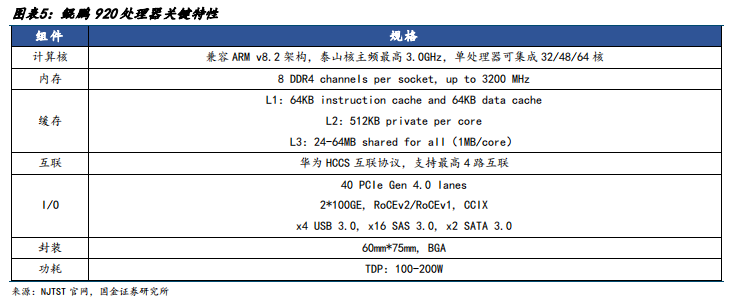 图表5：鲲鹏 920处理器关键特性
组件 规格
计算核 兼容 ARM v8.2 架构，泰山核主频最高 3.0GHz，单处理器可集成 32/48/64 核
内存 8 DDR4 channels per socket, up to 3200 MHz
缓存 L1：64KB instruction cache and 64KB data cache
L2：512KB private per core
L3：24-64MB shared for all（1MB/core）
互联 华为 HCCS 互联协议，支持最高 4 路互联
I/O 40 PCIe Gen 4.0 lanes
2*100GE, RoCEv2/RoCEv1, CCIX
x4 USB 3.0, x16 SAS 3.0, x2 SATA 3.0
封装 60mm*75mm, BGA
功耗 TDP：100-200W
来源：NJTST 官网，国金证券研究所